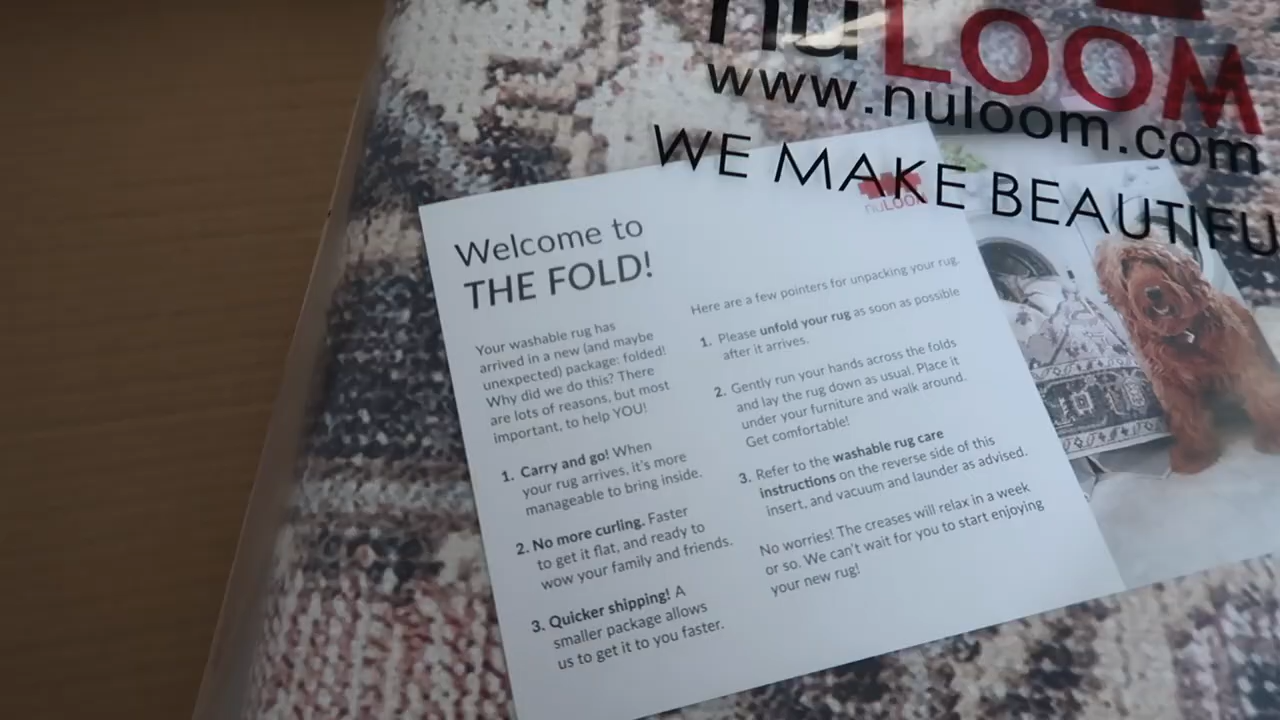 nuLOOM
www.nuloom.com
WE MAKE BEAUTIFU
nuLOOM
Welcome to
THE FOLD!
Your washable rug has
arrived in a new (and maybe
unexpected) package: folded!
Why did we do this? There
are lots of reasons, but most
important, to help YOU!
1. Carry and go! When
your rug arrives, it's more
manageable to bring inside.
2. No more curling. Faster
to get it flat, and ready to
wow your family and friends.
3. Quicker shipping! A
smaller package allows
us to get it to you faster.
Here are a few pointers for unpacking your rug.
1. Please unfold your rug as soon as possible
after it arrives.
2. Gently run your hands across the folds
and lay the rug down as usual. Place it
under your furniture and walk around.
Get comfortable!
3. Refer to the washable rug care
instructions on the reverse side of this
insert, and vacuum and launder as advised.
No worries! The creases will relax in a week
or so. We can't wait for you to start enjoying
your new rug!